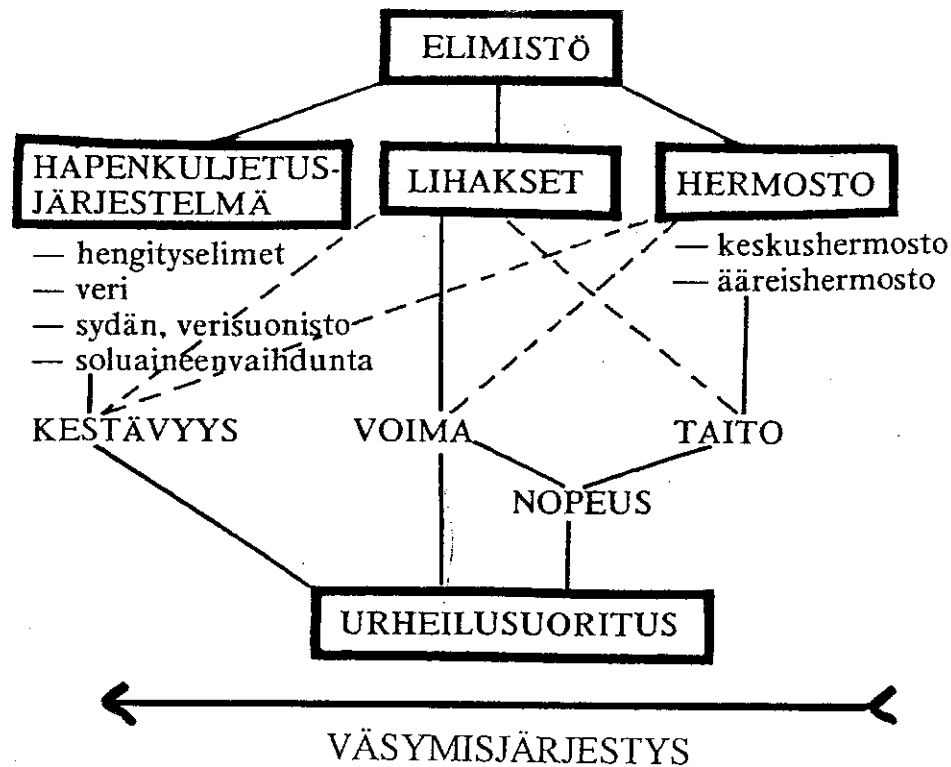 ELIMISTÖ
HAPENKULJETUS-
JÄRJESTELMÄ
— hengityselimet
— veri
— sydän, verisuonisto
— soluaineenvaihdunta
LIHAKSET
HERMOSTO
— keskushermosto
— ääreishermosto
KESTÄVYYS
VOIMA
TAITO
NOPEUS
URHEILUSUORITUS
VÄSYMISJÄRJESTYS